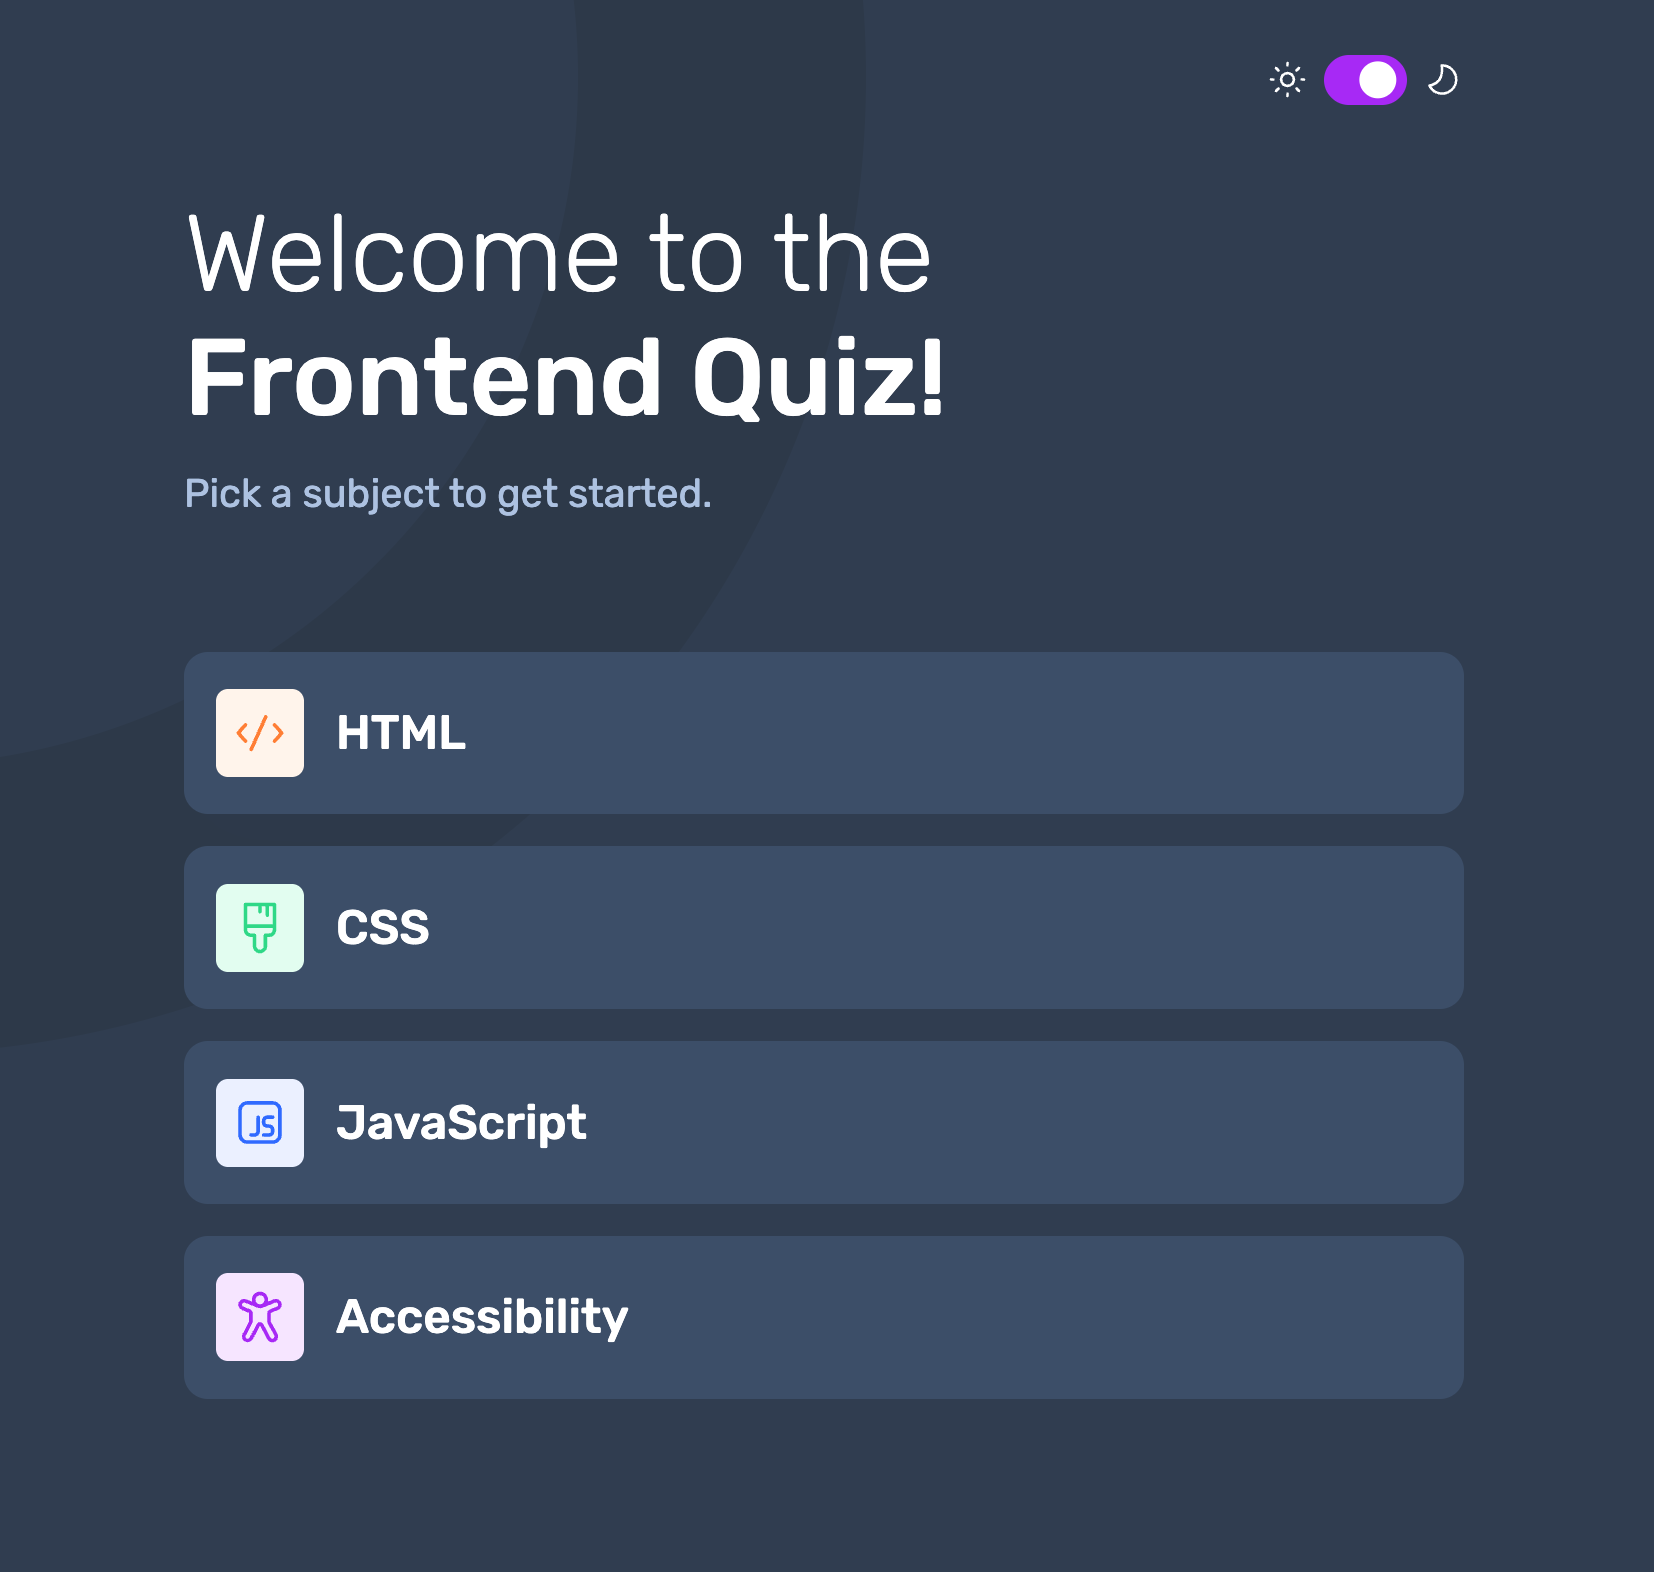 Welcome to the
Frontend Quiz!
Pick a subject to get started.
HTML
CSS
JS
JavaScript
Accessibility